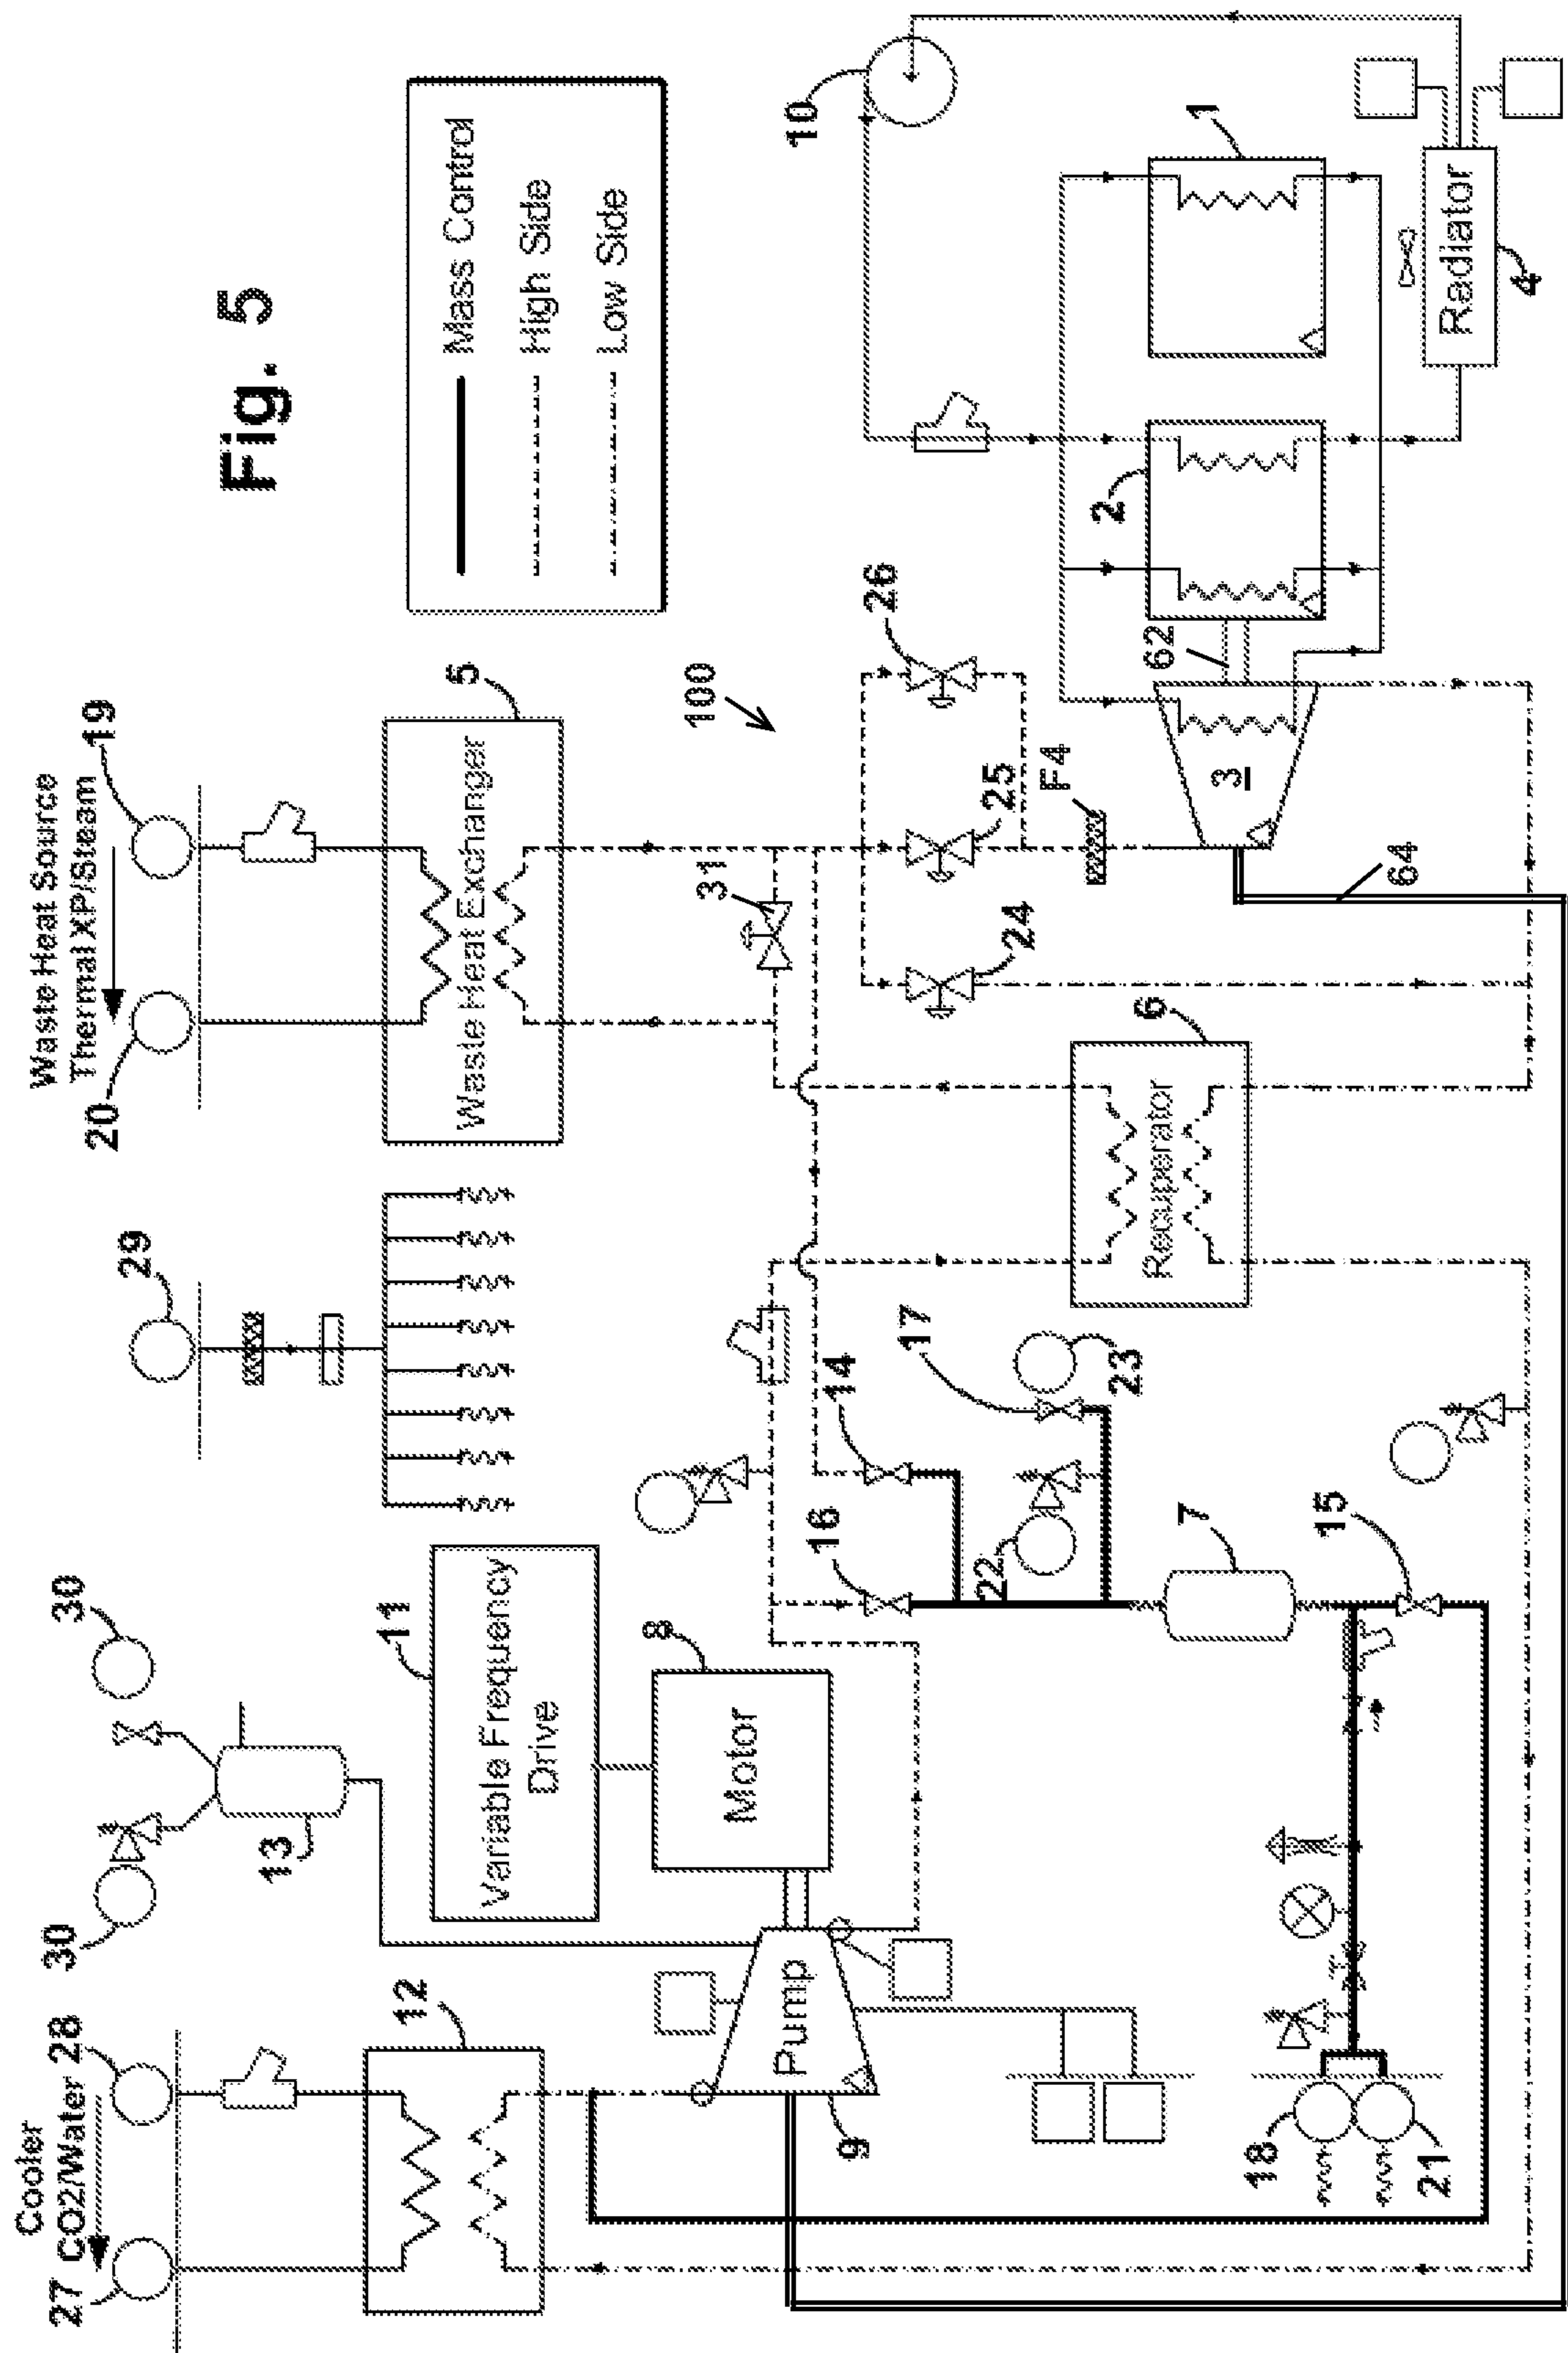 Fig. 5
Mass Control
High Side
Low Side
Cooler
CO2/Water
27
28
12
30
30
13
29
Waste Heat Source
Thermal XP/Steam
20
19
Waste Heat Exchanger
5
11
Variable Frequency
Drive
8
Motor
Pump
9
16
14
17
22
23
7
15
18
21
31
100
24
25
26
F4
6
Recuperator
3
62
64
2
1
10
Radiator
4